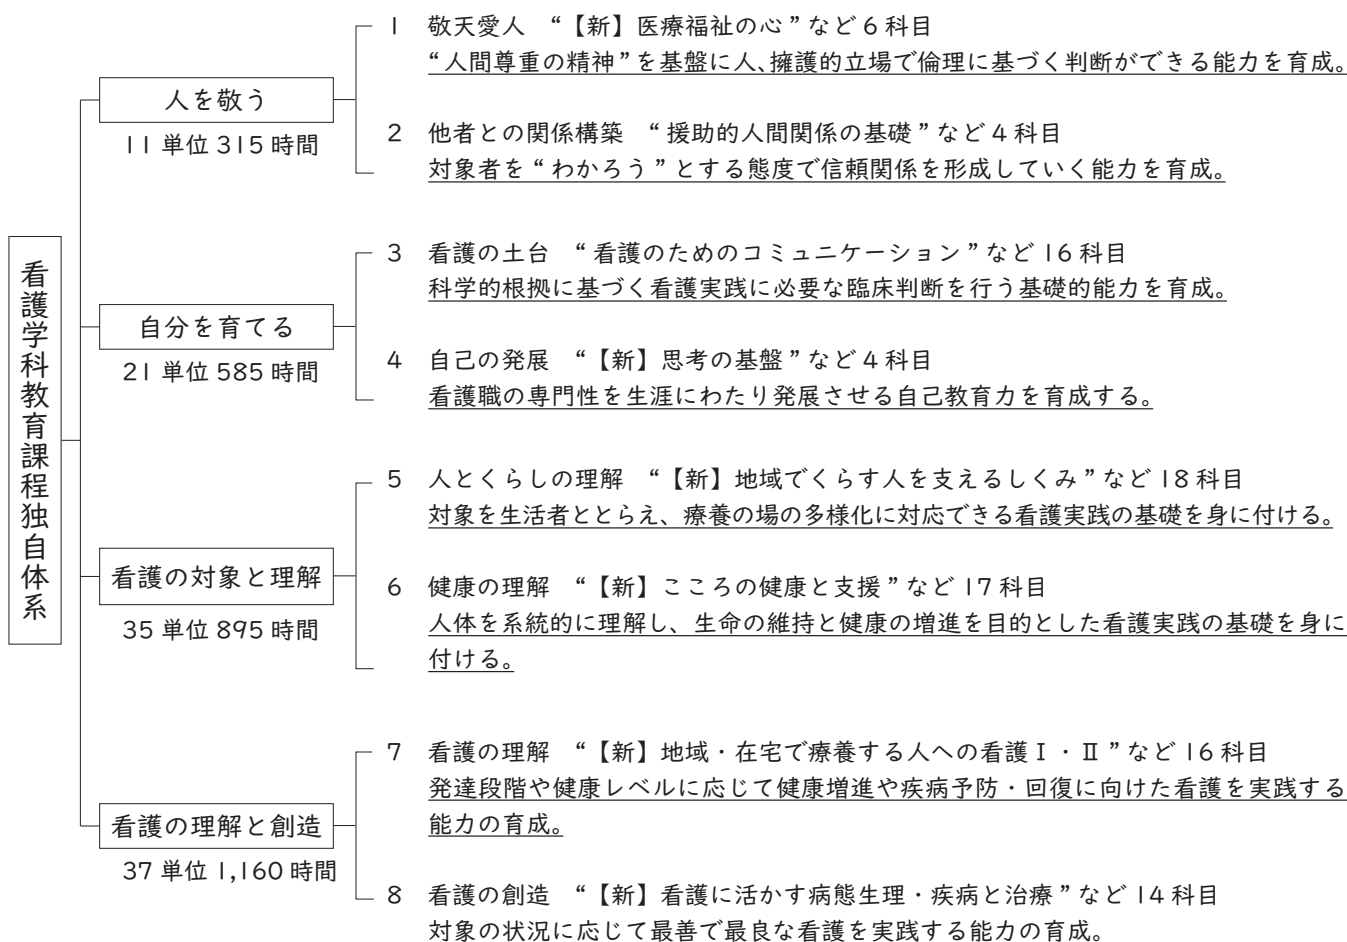 看護学科教育課程独自体系
人を敬う
11 単位 315 時間
1 敬天愛人 “【新】医療福祉の心” など 6 科目
“人間尊重の精神” を基盤に人、擁護的立場で倫理に基づく判断ができる能力を育成。
2 他者との関係構築 “援助的人間関係の基礎” など 4 科目
対象者を “わかろう” とする態度で信頼関係を形成していく能力を育成。
自分を育てる
21 単位 585 時間
3 看護の土台 “看護のためのコミュニケーション” など 16 科目
科学的根拠に基づく看護実践に必要な臨床判断を行う基礎的能力を育成。
4 自己の発展 “【新】思考の基盤” など 4 科目
看護職の専門性を生涯にわたり発展させる自己教育力を育成する。
看護の対象と理解
35 単位 895 時間
5 人とくらしの理解 “【新】地域でくらす人を支えるしくみ” など 18 科目
対象を生活者ととらえ、療養の場の多様化に対応できる看護実践の基礎を身に付ける。
6 健康の理解 “【新】こころの健康と支援” など 17 科目
人体を系統的に理解し、生命の維持と健康の増進を目的とした看護実践の基礎を身に
付ける。
看護の理解と創造
37 単位 1,160 時間
7 看護の理解 “【新】地域・在宅で療養する人への看護Ⅰ・Ⅱ” など 16 科目
発達段階や健康レベルに応じて健康増進や疾病予防・回復に向けた看護を実践する
能力の育成。
8 看護の創造 “【新】看護に活かす病態生理・疾病と治療” など 14 科目
対象の状況に応じて最善で最良な看護を実践する能力の育成。